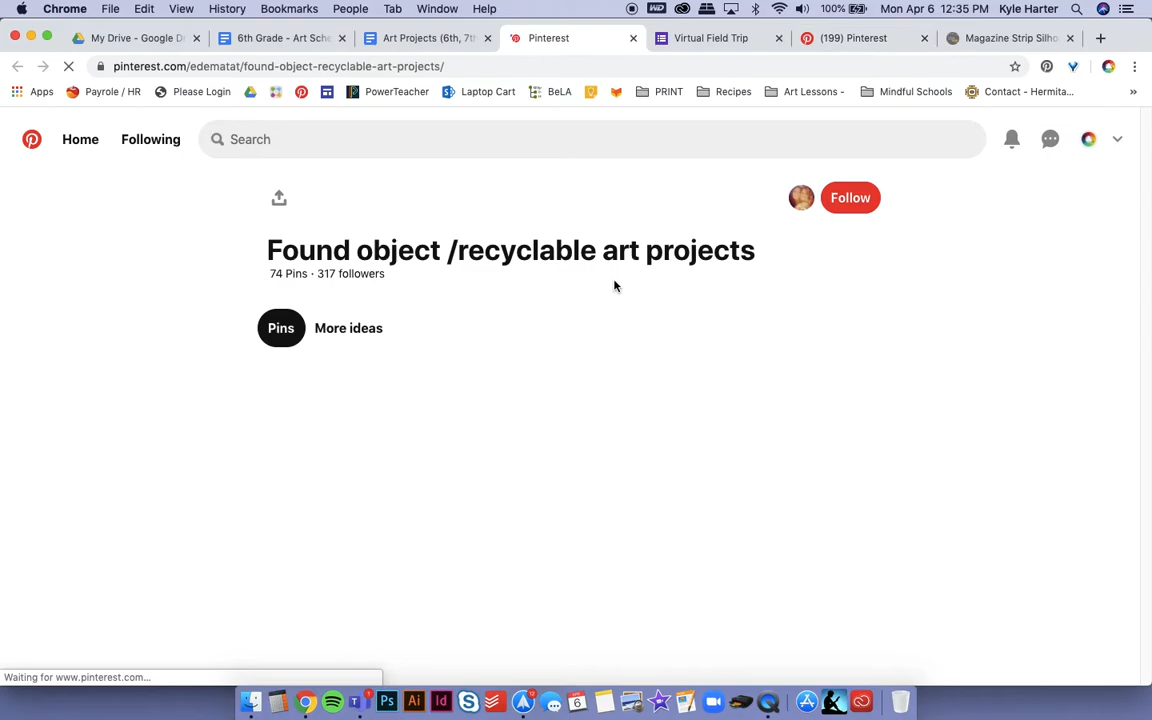 Chrome File Edit View History Bookmarks People Tab Window Help 100% Mon Apr 6 12:35 PM Kyle Harter
My Drive - Google D 6th Grade - Art Sche Art Projects (6th, 7th Pinterest Virtual Field Trip (199) Pinterest Magazine Strip Silho
pinterest.com/edematat/found-object-recyclable-art-projects/
Apps Payrole / HR Please Login PowerTeacher Laptop Cart BeLA PRINT Recipes Art Lessons - Mindful Schools Contact - Hermita...
Home Following Search
Follow
Found object /recyclable art projects
74 Pins · 317 followers
Pins More ideas
Waiting for www.pinterest.com...